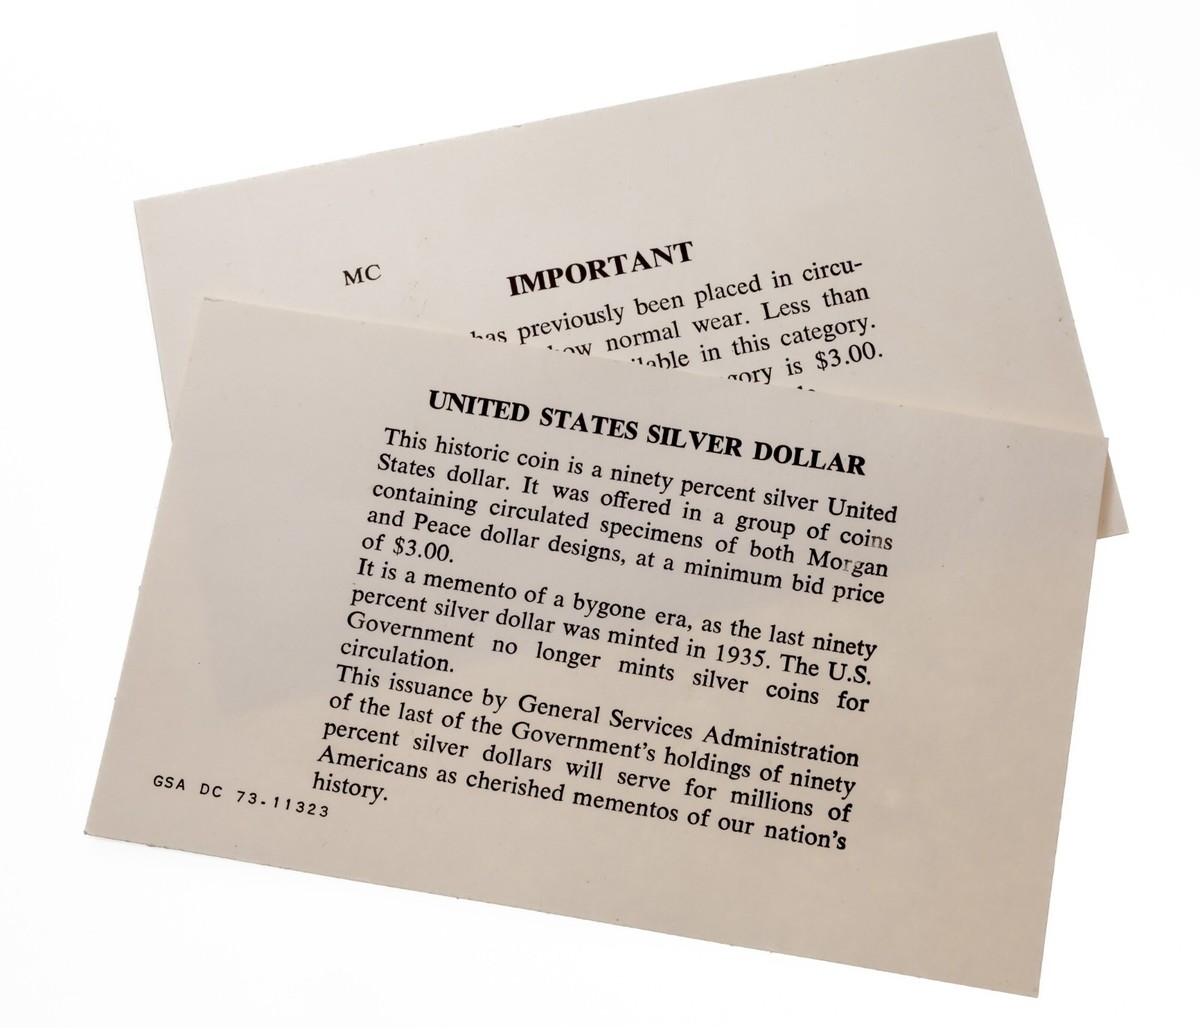 MC
IMPORTANT
has previously been placed in circu-
how normal wear. Less than
in this category.
is $3.00.
UNITED STATES SILVER DOLLAR
This historic coin is a ninety percent silver United
States dollar. It was offered in a group of coins
containing circulated specimens of both Morgan
and Peace dollar designs, at a minimum bid price
of $3.00.
It is a memento of a bygone era, as the last ninety
percent silver dollar was minted in 1935. The U.S.
Government no longer mints silver coins for
circulation.
This issuance by General Services Administration
of the last of the Government's holdings of ninety
percent silver dollars will serve for millions of
Americans as cherished mementos of our nation's
history.
GSA DC 73.11323